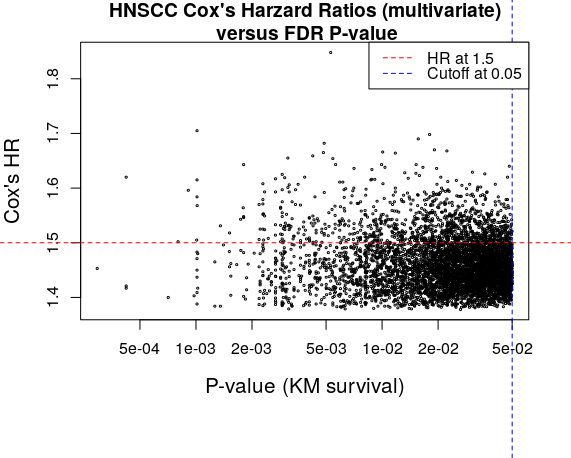 HNSCC Cox's Harzard Ratios (multivariate)
versus FDR P-value
HR at 1.5
Cutoff at 0.05
Cox's HR
1.8
1.7
1.6
1.5
1.4
5e-04 1e-03 2e-03 5e-03 1e-02 2e-02 5e-02
P-value (KM survival)